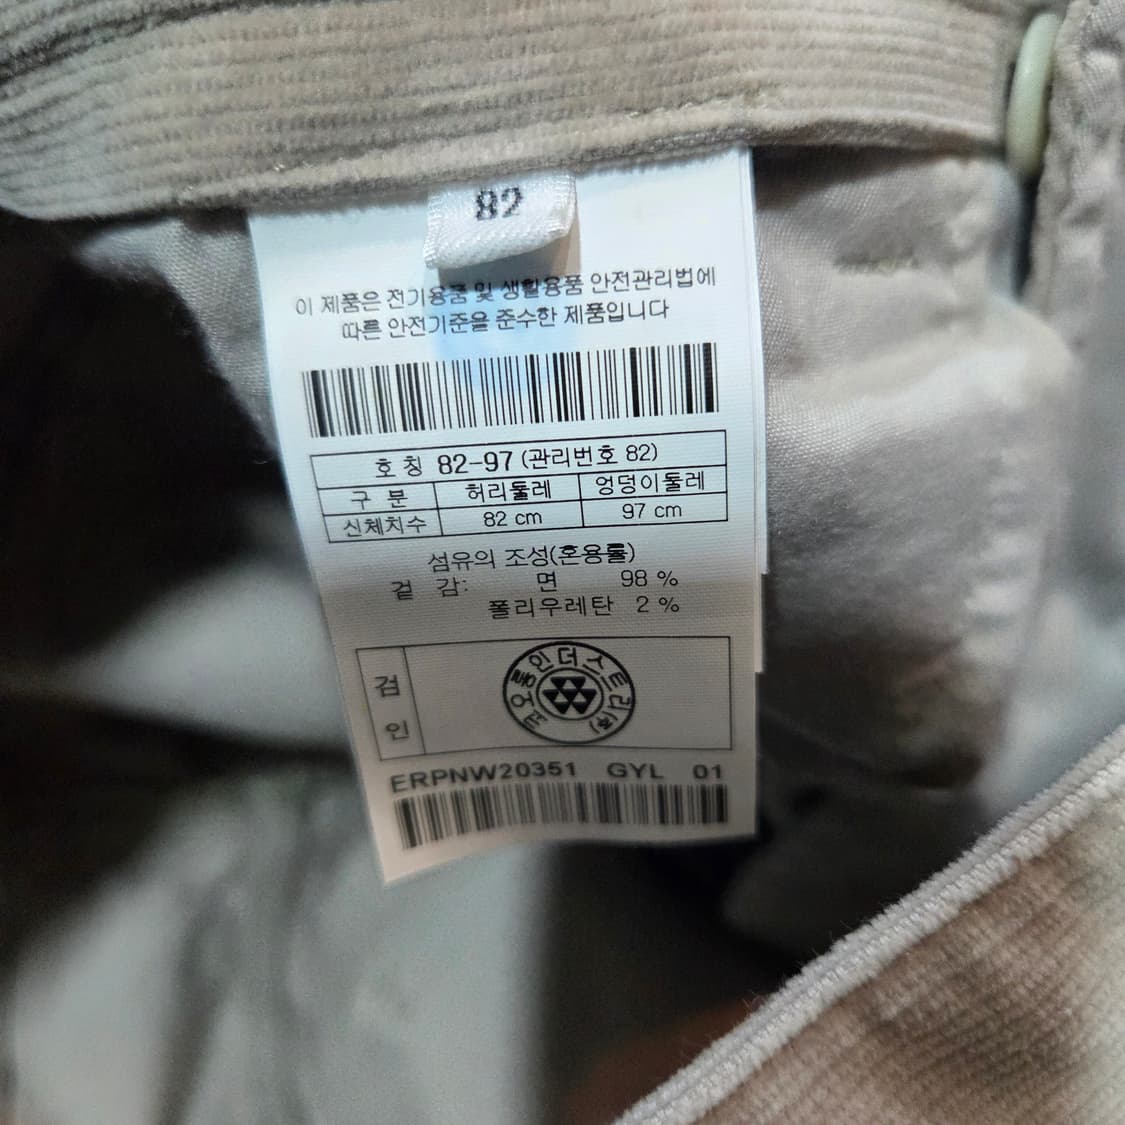 82
이 제품은 전기용품 및 생활용품 안전관리법에
따른 안전기준을 준수한 제품입니다
호 칭 82-97 (관리번호 82)
구 분 허리둘레 엉덩이둘레
신체치수 82 cm 97 cm
섬유의 조성(혼용률)
겉 감: 면 98 %
폴리우레탄 2 %
검
인
코오롱인더스트리(주)
ERPNW20351 GYL 01